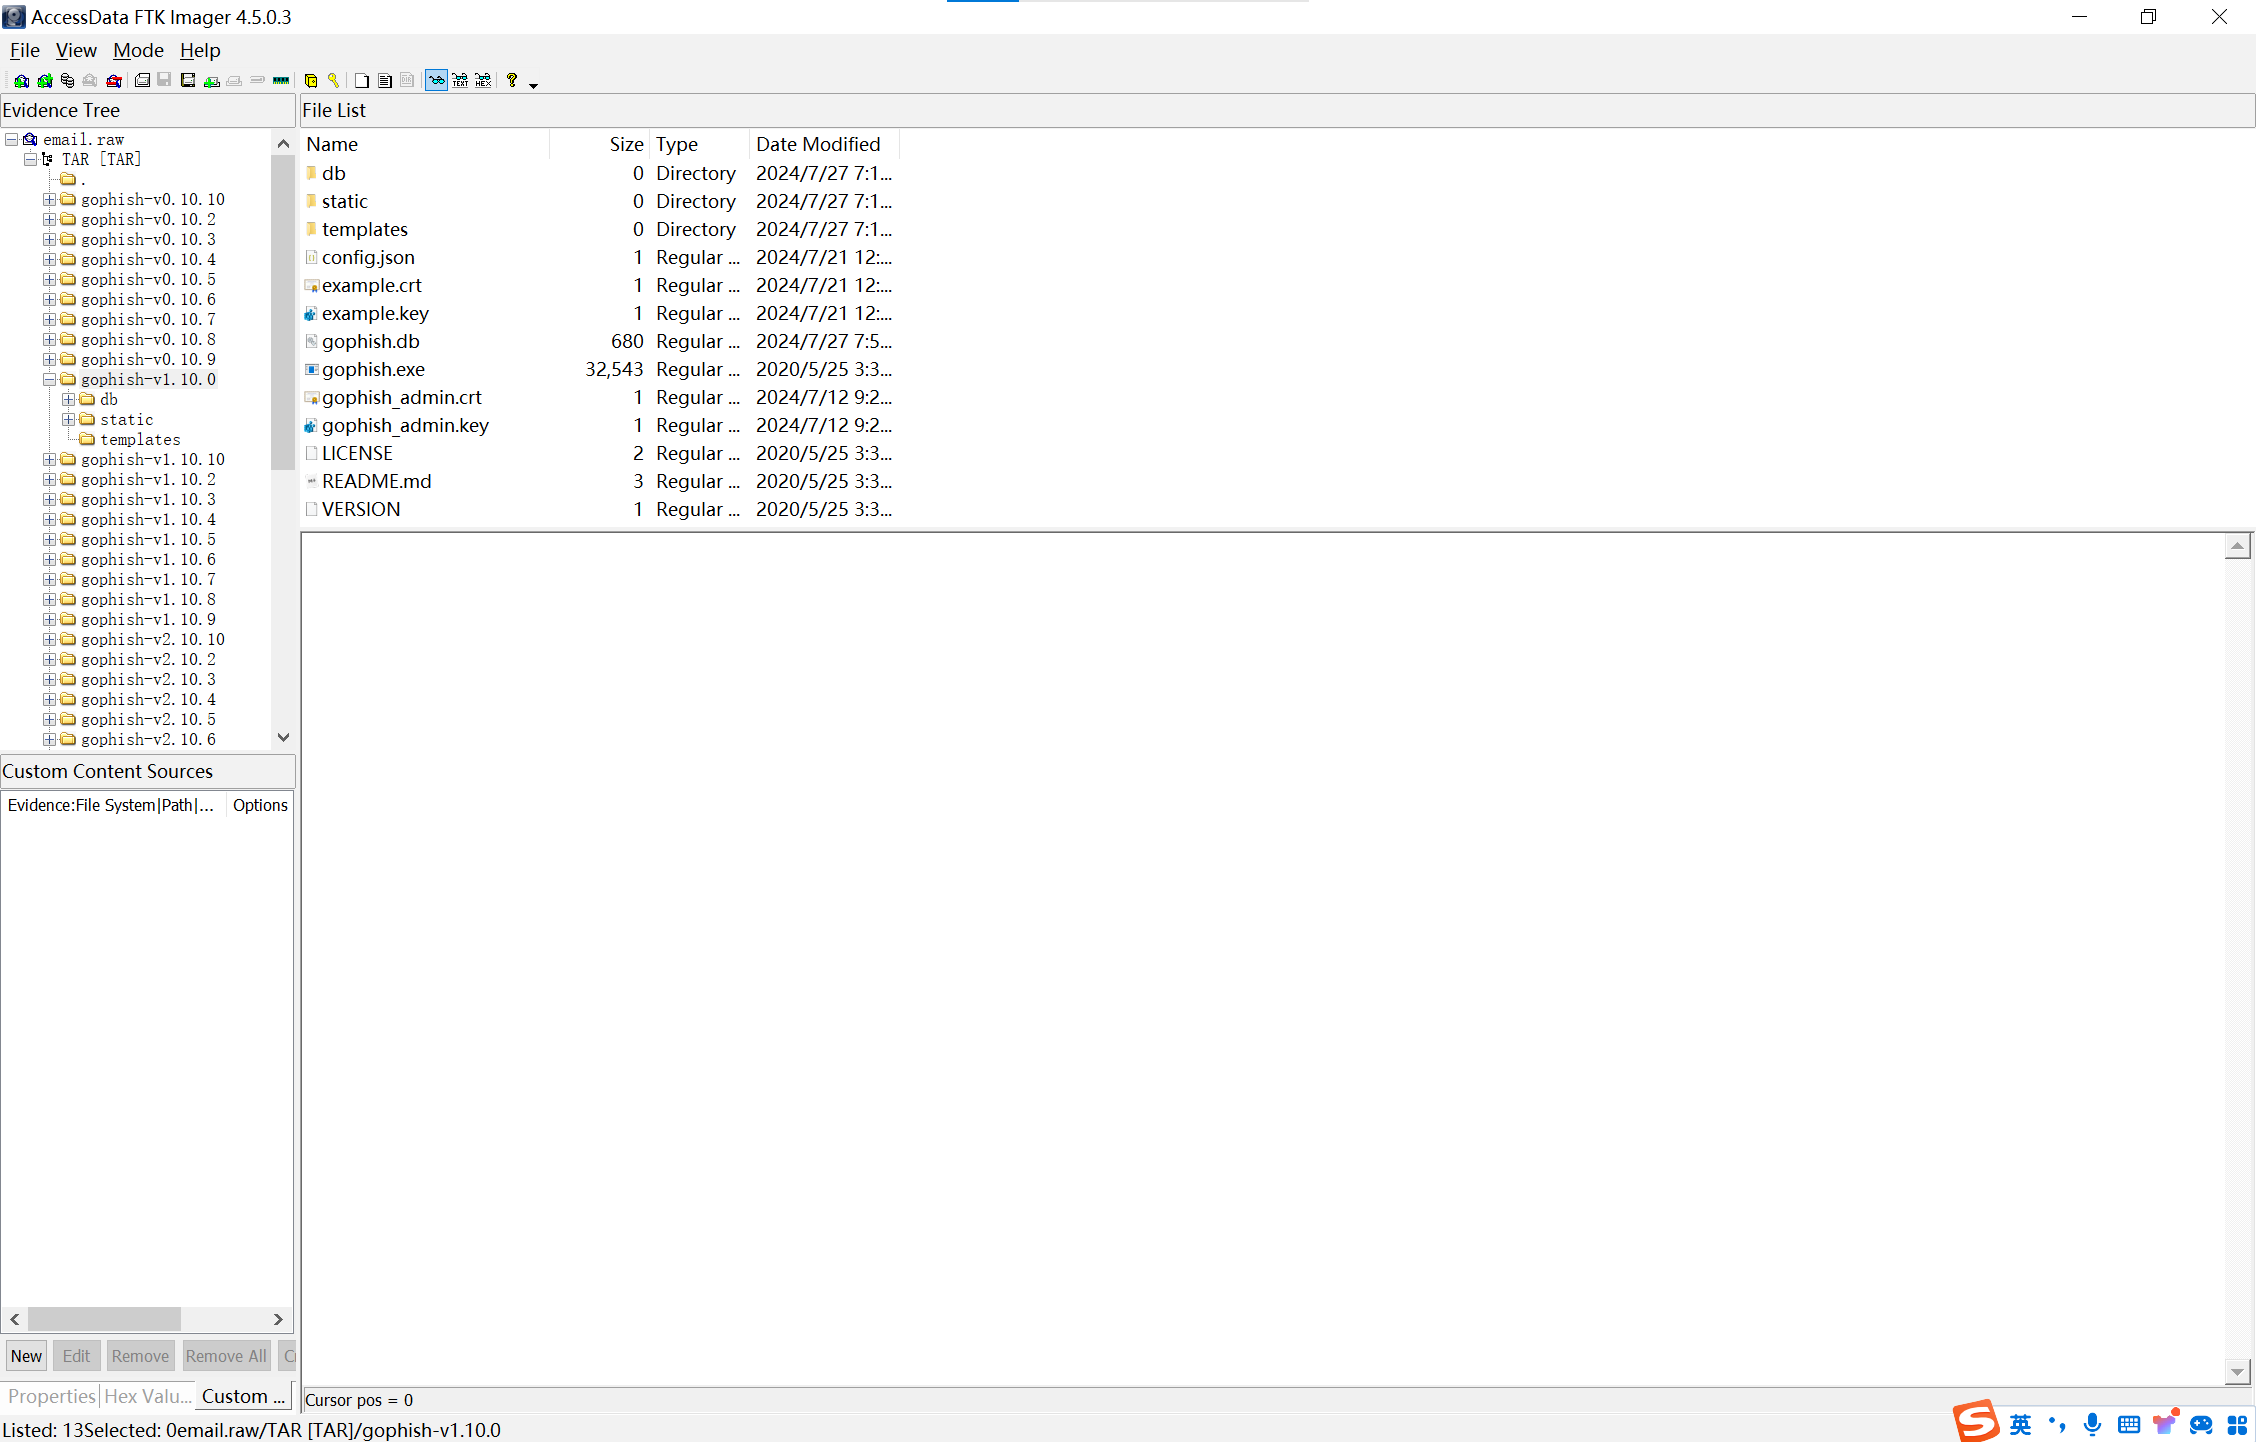 AccessData FTK Imager 4.5.0.3
File View Mode Help
Evidence Tree
email.raw
TAR [TAR]
.
gophish-v0.10.10
gophish-v0.10.2
gophish-v0.10.3
gophish-v0.10.4
gophish-v0.10.5
gophish-v0.10.6
gophish-v0.10.7
gophish-v0.10.8
gophish-v0.10.9
gophish-v1.10.0
db
static
templates
gophish-v1.10.10
gophish-v1.10.2
gophish-v1.10.3
gophish-v1.10.4
gophish-v1.10.5
gophish-v1.10.6
gophish-v1.10.7
gophish-v1.10.8
gophish-v1.10.9
gophish-v2.10.10
gophish-v2.10.2
gophish-v2.10.3
gophish-v2.10.4
gophish-v2.10.5
gophish-v2.10.6
File List
Name Size Type Date Modified
db 0 Directory 2024/7/27 7:1...
static 0 Directory 2024/7/27 7:1...
templates 0 Directory 2024/7/27 7:1...
config.json 1 Regular ... 2024/7/21 12:...
example.crt 1 Regular ... 2024/7/21 12:...
example.key 1 Regular ... 2024/7/21 12:...
gophish.db 680 Regular ... 2024/7/27 7:5...
gophish.exe 32,543 Regular ... 2020/5/25 3:3...
gophish_admin.crt 1 Regular ... 2024/7/12 9:2...
gophish_admin.key 1 Regular ... 2024/7/12 9:2...
LICENSE 2 Regular ... 2020/5/25 3:3...
README.md 3 Regular ... 2020/5/25 3:3...
VERSION 1 Regular ... 2020/5/25 3:3...
Custom Content Sources
Evidence:File System|Path|... Options
New Edit Remove Remove All
Properties Hex Valu... Custom ...
Cursor pos = 0
Listed: 13Selected: 0email.raw/TAR [TAR]/gophish-v1.10.0
英